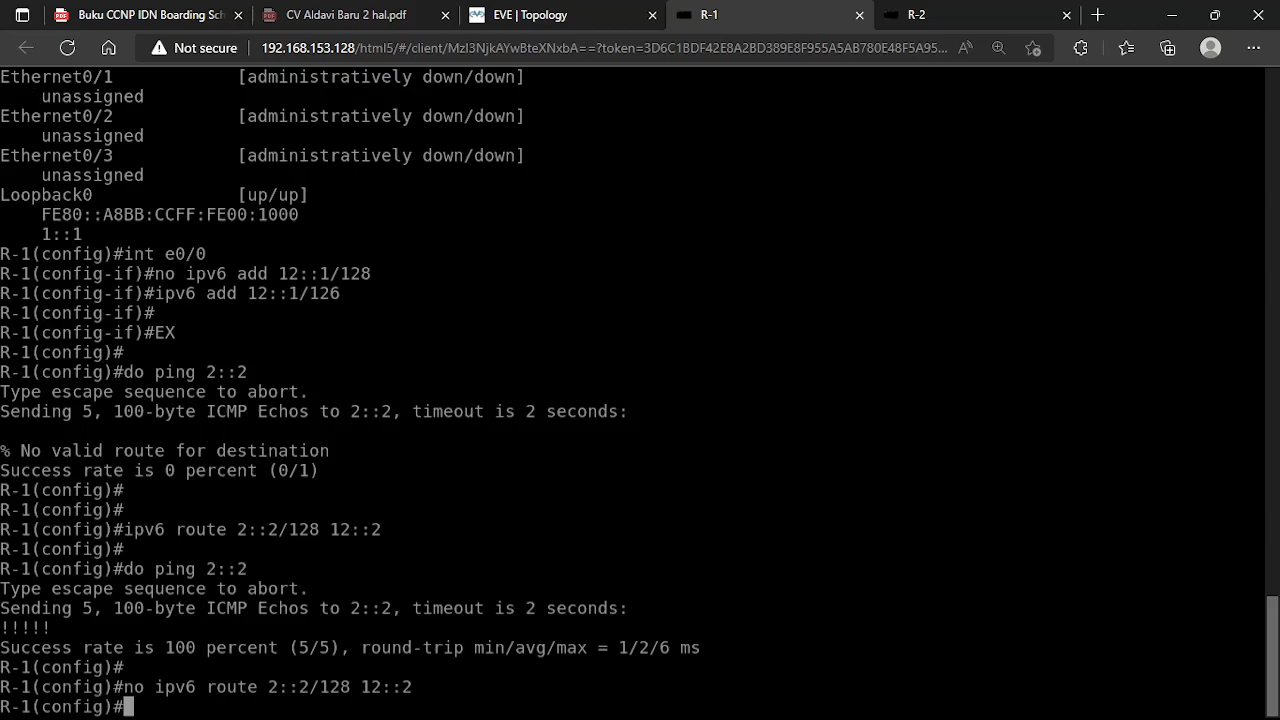 Buku CCNP IDN Boarding Sch
CV Aldavi Baru 2 hal.pdf
EVE | Topology
R-1
R-2
Not secure
192.168.153.128/html5/#/client/MzI3NjkAYwBteXNxbA==?token=3D6C1BDF42E8A2BD389E8F955A5AB780E48F5A95...
Ethernet0/1 [administratively down/down]
unassigned
Ethernet0/2 [administratively down/down]
unassigned
Ethernet0/3 [administratively down/down]
unassigned
Loopback0 [up/up]
FE80::A8BB:CCFF:FE00:1000
1::1
R-1(config)#int e0/0
R-1(config-if)#no ipv6 add 12::1/128
R-1(config-if)#ipv6 add 12::1/126
R-1(config-if)#
R-1(config-if)#EX
R-1(config)#
R-1(config)#do ping 2::2
Type escape sequence to abort.
Sending 5, 100-byte ICMP Echos to 2::2, timeout is 2 seconds:
% No valid route for destination
Success rate is 0 percent (0/1)
R-1(config)#
R-1(config)#
R-1(config)#ipv6 route 2::2/128 12::2
R-1(config)#
R-1(config)#do ping 2::2
Type escape sequence to abort.
Sending 5, 100-byte ICMP Echos to 2::2, timeout is 2 seconds:
!!!!!
Success rate is 100 percent (5/5), round-trip min/avg/max = 1/2/6 ms
R-1(config)#
R-1(config)#no ipv6 route 2::2/128 12::2
R-1(config)#